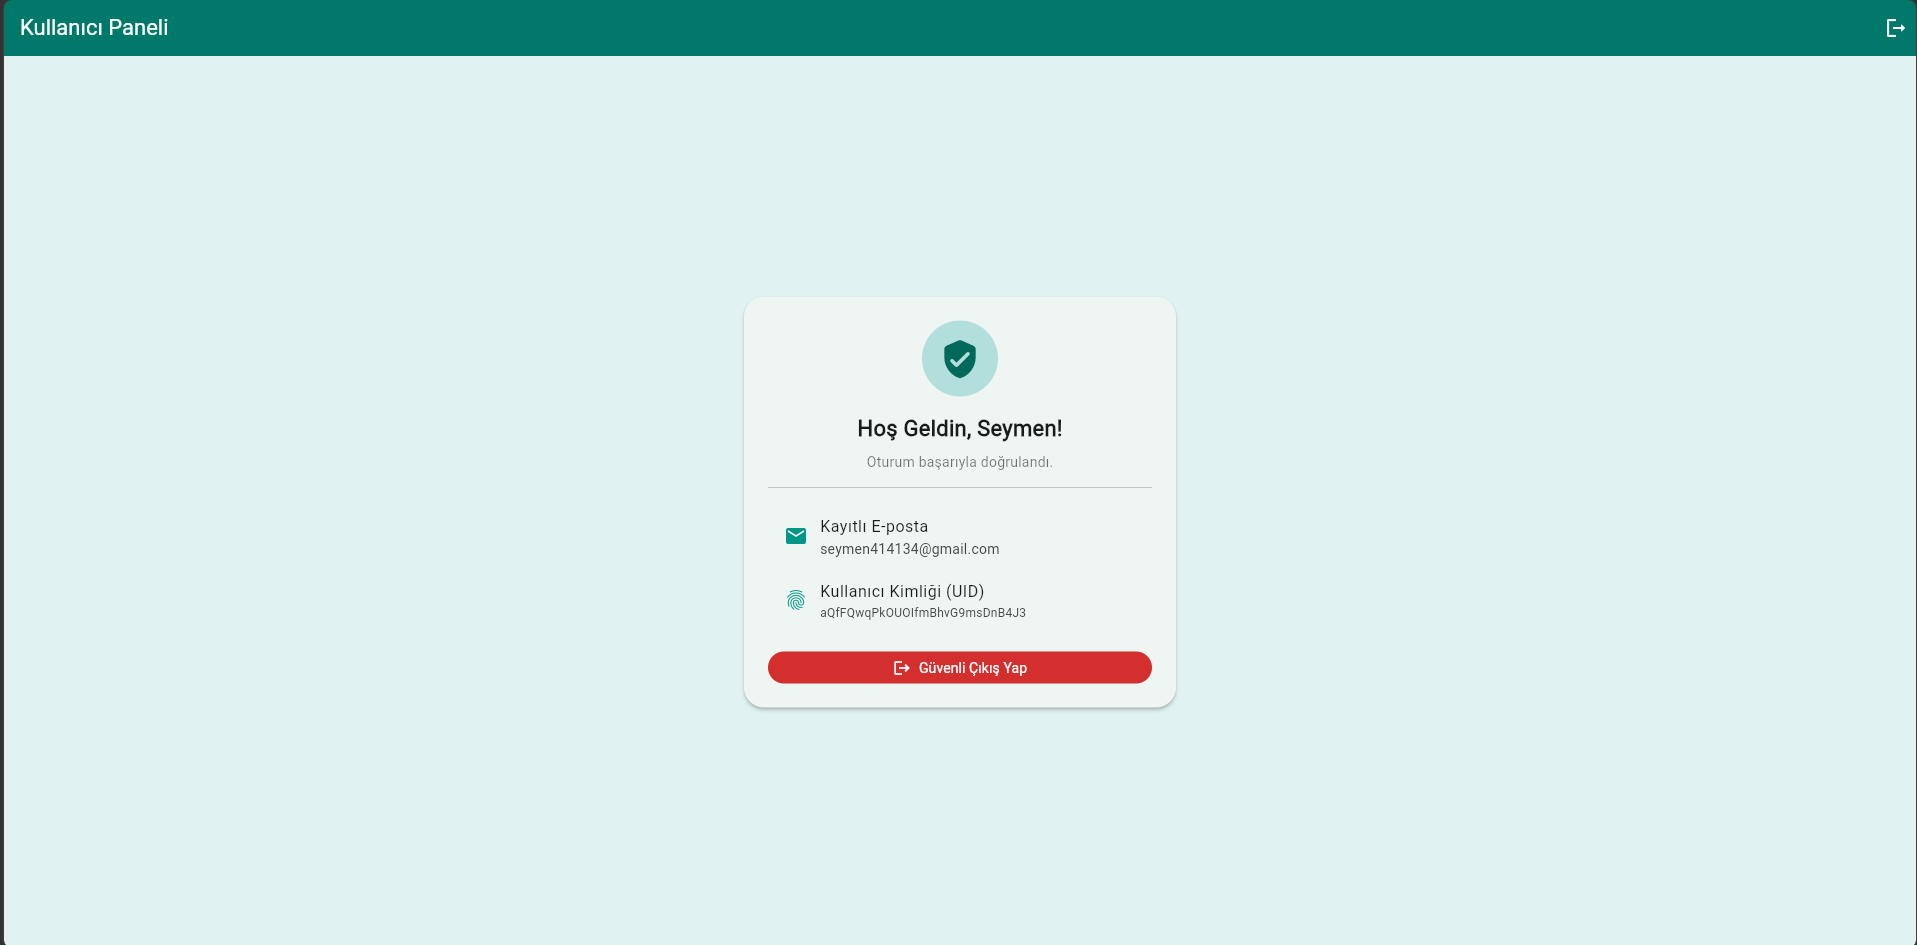 Kullanıcı Paneli
Hoş Geldin, Seymen!
Oturum başarıyla doğrulandı.
Kayıtlı E-posta
seymen414134@gmail.com
Kullanıcı Kimliği (UID)
aQfFQwqPkOUOIfmBhvG9msDnB4J3
Güvenli Çıkış Yap